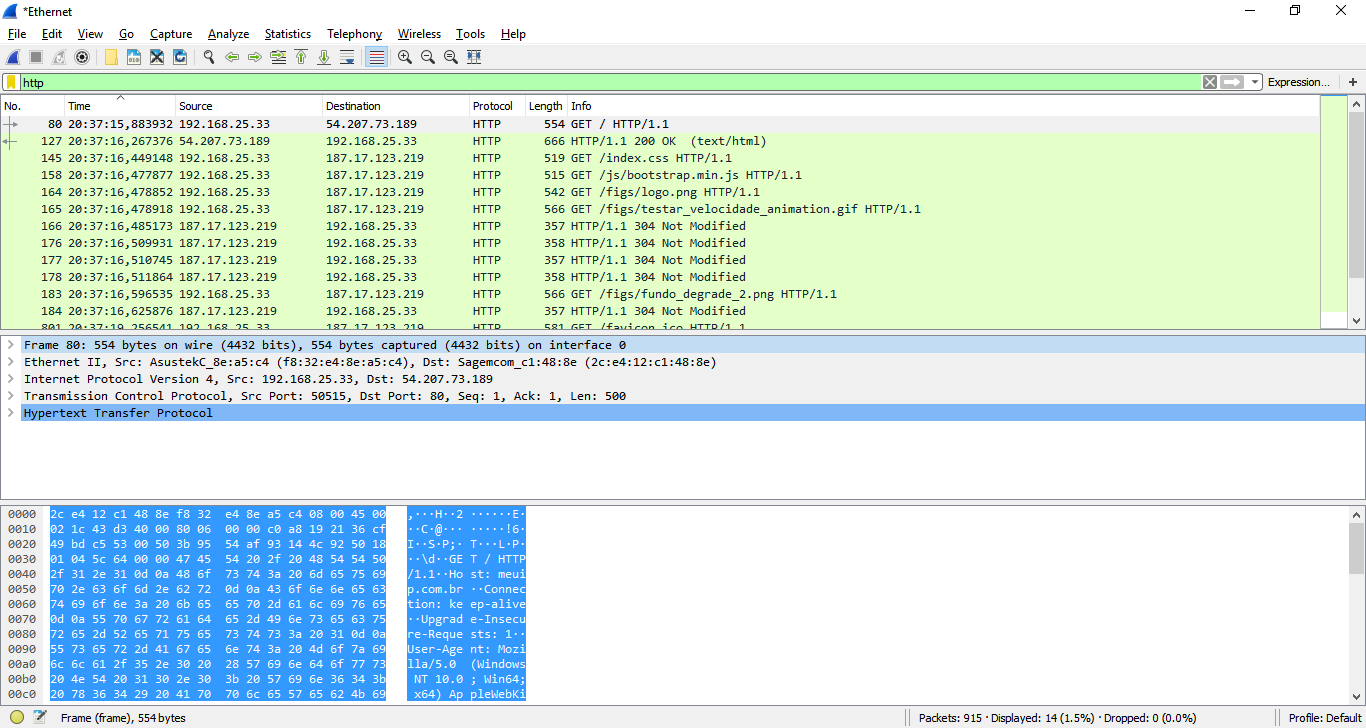 *Ethernet
File Edit View Go Capture Analyze Statistics Telephony Wireless Tools Help
http Expression... +
No. Time Source Destination Protocol Length Info
80 20:37:15,883932 192.168.25.33 54.207.73.189 HTTP 554 GET / HTTP/1.1
127 20:37:16,267376 54.207.73.189 192.168.25.33 HTTP 666 HTTP/1.1 200 OK (text/html)
145 20:37:16,449148 192.168.25.33 187.17.123.219 HTTP 519 GET /index.css HTTP/1.1
158 20:37:16,477877 192.168.25.33 187.17.123.219 HTTP 515 GET /js/bootstrap.min.js HTTP/1.1
164 20:37:16,478852 192.168.25.33 187.17.123.219 HTTP 542 GET /figs/logo.png HTTP/1.1
165 20:37:16,478918 192.168.25.33 187.17.123.219 HTTP 566 GET /figs/testar_velocidade_animation.gif HTTP/1.1
166 20:37:16,485173 187.17.123.219 192.168.25.33 HTTP 357 HTTP/1.1 304 Not Modified
176 20:37:16,509931 187.17.123.219 192.168.25.33 HTTP 358 HTTP/1.1 304 Not Modified
177 20:37:16,510745 187.17.123.219 192.168.25.33 HTTP 357 HTTP/1.1 304 Not Modified
178 20:37:16,511864 187.17.123.219 192.168.25.33 HTTP 358 HTTP/1.1 304 Not Modified
183 20:37:16,596535 192.168.25.33 187.17.123.219 HTTP 566 GET /figs/fundo_degrade_2.png HTTP/1.1
184 20:37:16,625876 187.17.123.219 192.168.25.33 HTTP 357 HTTP/1.1 304 Not Modified
801 20:37:19,256541 192.168.25.33 187.17.123.219 HTTP 581 GET /favicon.ico HTTP/1.1
Frame 80: 554 bytes on wire (4432 bits), 554 bytes captured (4432 bits) on interface 0
Ethernet II, Src: AsustekC_8e:a5:c4 (f8:32:e4:8e:a5:c4), Dst: Sagemcom_c1:48:8e (2c:e4:12:c1:48:8e)
Internet Protocol Version 4, Src: 192.168.25.33, Dst: 54.207.73.189
Transmission Control Protocol, Src Port: 50515, Dst Port: 80, Seq: 1, Ack: 1, Len: 500
Hypertext Transfer Protocol
0000 2c e4 12 c1 48 8e f8 32 e4 8e a5 c4 08 00 45 00 ,···H··2 ······E·
0010 02 1c 43 d3 40 00 80 06 00 00 c0 a8 19 21 36 cf ··C·@··· ·····!6·
0020 49 bd c5 53 00 50 3b 95 54 af 93 14 4c 92 50 18 I··S·P;· T···L·P·
0030 01 04 5c 64 00 00 47 45 54 20 2f 20 48 54 54 50 ··\d··GE T / HTTP
0040 2f 31 2e 31 0d 0a 48 6f 73 74 3a 20 6d 65 75 69 /1.1··Ho st: meui
0050 70 2e 63 6f 6d 2e 62 72 0d 0a 43 6f 6e 6e 65 63 p.com.br ··Connec
0060 74 69 6f 6e 3a 20 6b 65 65 70 2d 61 6c 69 76 65 tion: ke ep-alive
0070 0d 0a 55 70 67 72 61 64 65 2d 49 6e 73 65 63 75 ··Upgrad e-Insecu
0080 72 65 2d 52 65 71 75 65 73 74 73 3a 20 31 0d 0a re-Reque sts: 1··
0090 55 73 65 72 2d 41 67 65 6e 74 3a 20 4d 6f 7a 69 User-Age nt: Mozi
00a0 6c 6c 61 2f 35 2e 30 20 28 57 69 6e 64 6f 77 73 lla/5.0 (Windows
00b0 20 4e 54 20 31 30 2e 30 3b 20 57 69 6e 36 34 3b NT 10.0 ; Win64;
00c0 20 78 36 34 29 20 41 70 70 6c 65 57 65 62 4b 69 x64) Ap pleWebKi
Frame (frame), 554 bytes Packets: 915 · Displayed: 14 (1.5%) · Dropped: 0 (0.0%) Profile: Default